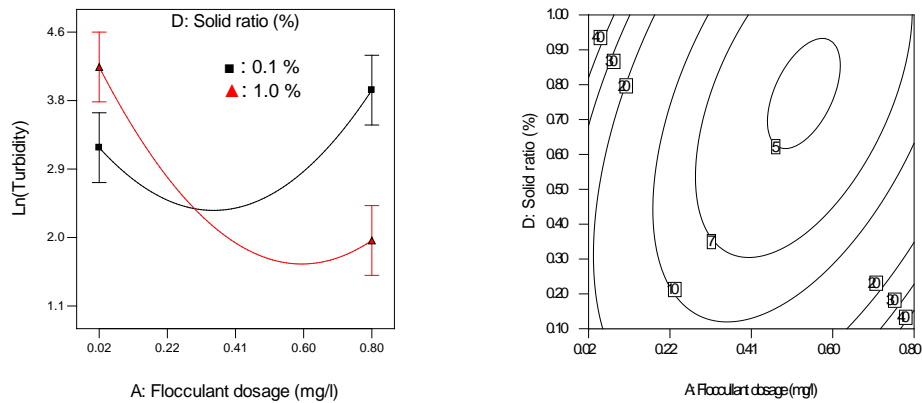 D: Solid ratio (%)
■ : 0.1 %
▲ : 1.0 %
Ln(Turbidity)
4.6
3.8
2.9
2.0
1.1
0.02 0.22 0.41 0.60 0.80
A: Flocculant dosage (mg/l)
D: Solid ratio (%)
1.00
0.90
0.80
0.70
0.60
0.50
0.40
0.30
0.20
0.10
40
30
20
5
7
10
20
30
40
0.02 0.22 0.41 0.60 0.80
A: Flocculant dosage (mg/l)